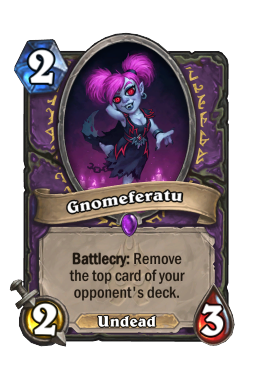 2
Gnomeferatu
Battlecry: Remove
the top card of your
opponent's deck.
2
Undead
3